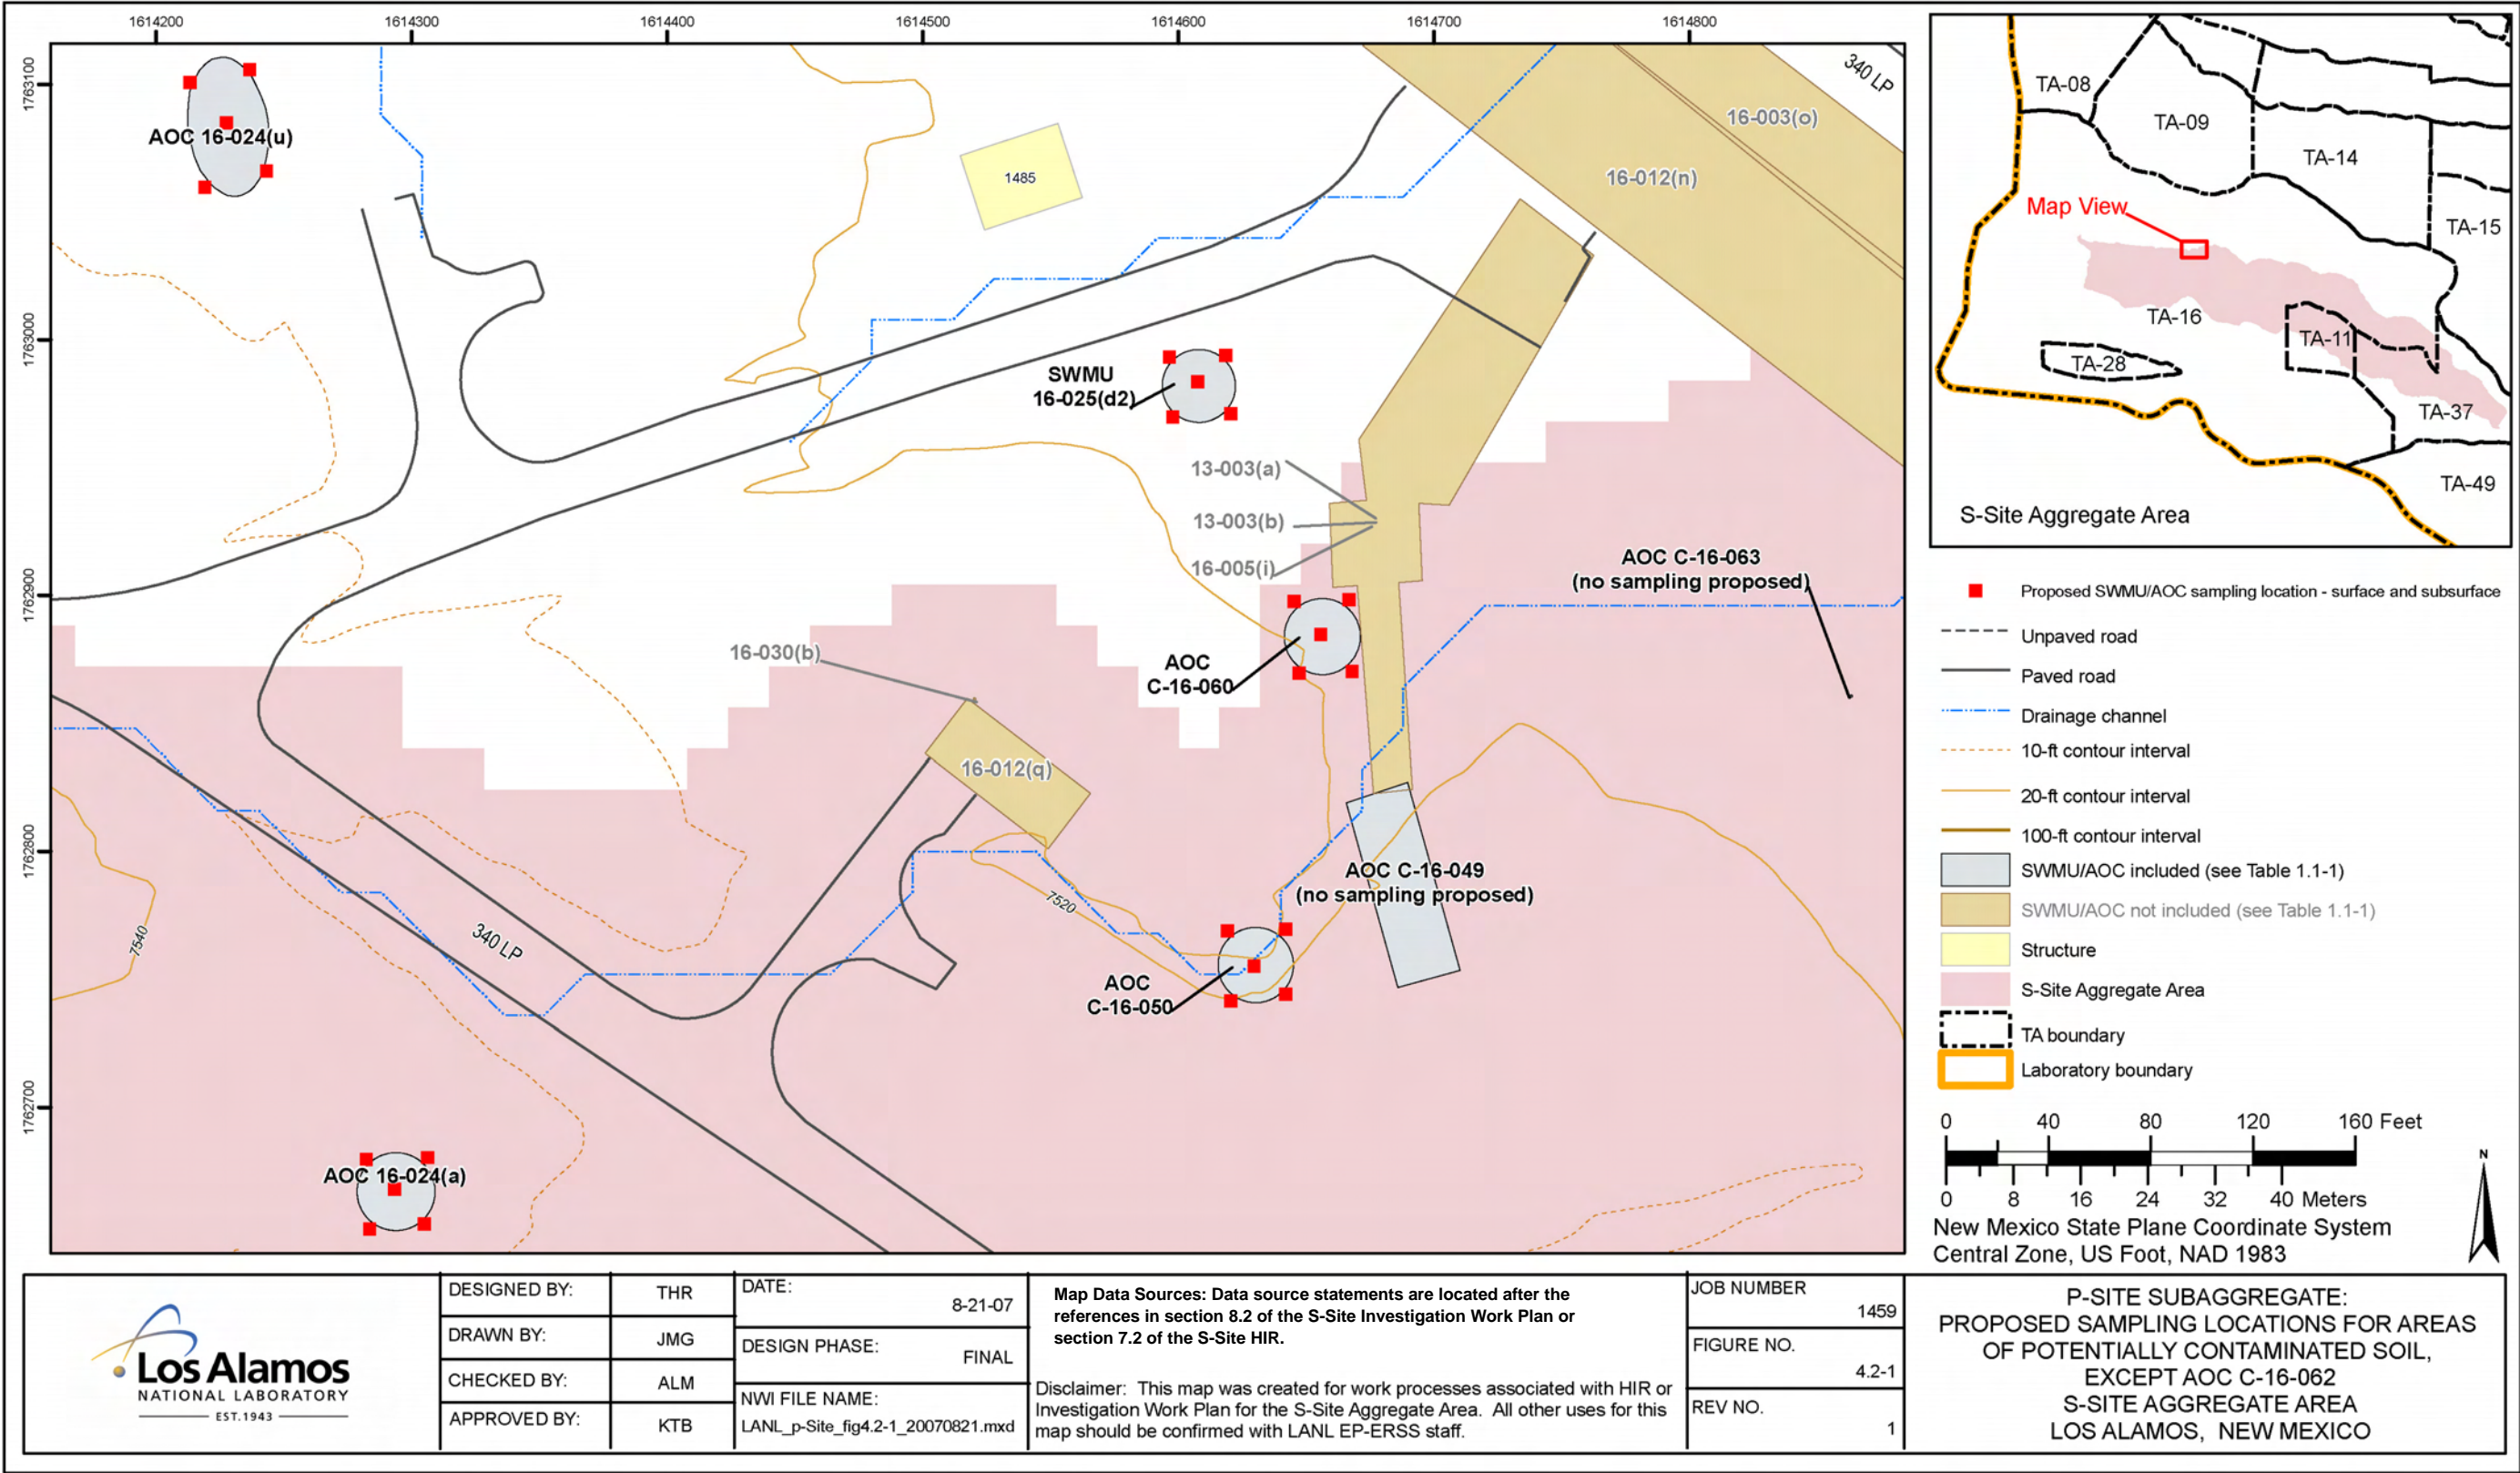 1614200 1614300 1614400 1614500 1614600 1614700 1614800
1763100
1763000
1762900
1762800
1762700
AOC 16-024(u)
1485
340 LP
16-003(o)
16-012(n)
SWMU
16-025(d2)
13-003(a)
13-003(b)
16-005(i)
AOC C-16-063
(no sampling proposed)
16-030(b)
AOC
C-16-060
16-012(q)
AOC C-16-049
(no sampling proposed)
7520
7540
340 LP
AOC
C-16-050
AOC 16-024(a)
TA-08
TA-09
TA-14
TA-15
Map View
TA-16
TA-11
TA-28
TA-37
TA-49
S-Site Aggregate Area
Proposed SWMU/AOC sampling location - surface and subsurface
Unpaved road
Paved road
Drainage channel
10-ft contour interval
20-ft contour interval
100-ft contour interval
SWMU/AOC included (see Table 1.1-1)
SWMU/AOC not included (see Table 1.1-1)
Structure
S-Site Aggregate Area
TA boundary
Laboratory boundary
0 40 80 120 160 Feet
0 8 16 24 32 40 Meters
N
New Mexico State Plane Coordinate System
Central Zone, US Foot, NAD 1983
Los Alamos
NATIONAL LABORATORY
EST.1943
DESIGNED BY: THR
DRAWN BY: JMG
CHECKED BY: ALM
APPROVED BY: KTB
DATE:
8-21-07
DESIGN PHASE:
FINAL
NWI FILE NAME:
LANL_p-Site_fig4.2-1_20070821.mxd
Map Data Sources: Data source statements are located after the
references in section 8.2 of the S-Site Investigation Work Plan or
section 7.2 of the S-Site HIR.
Disclaimer: This map was created for work processes associated with HIR or
Investigation Work Plan for the S-Site Aggregate Area. All other uses for this
map should be confirmed with LANL EP-ERSS staff.
JOB NUMBER
1459
FIGURE NO.
4.2-1
REV NO.
1
P-SITE SUBAGGREGATE:
PROPOSED SAMPLING LOCATIONS FOR AREAS
OF POTENTIALLY CONTAMINATED SOIL,
EXCEPT AOC C-16-062
S-SITE AGGREGATE AREA
LOS ALAMOS, NEW MEXICO